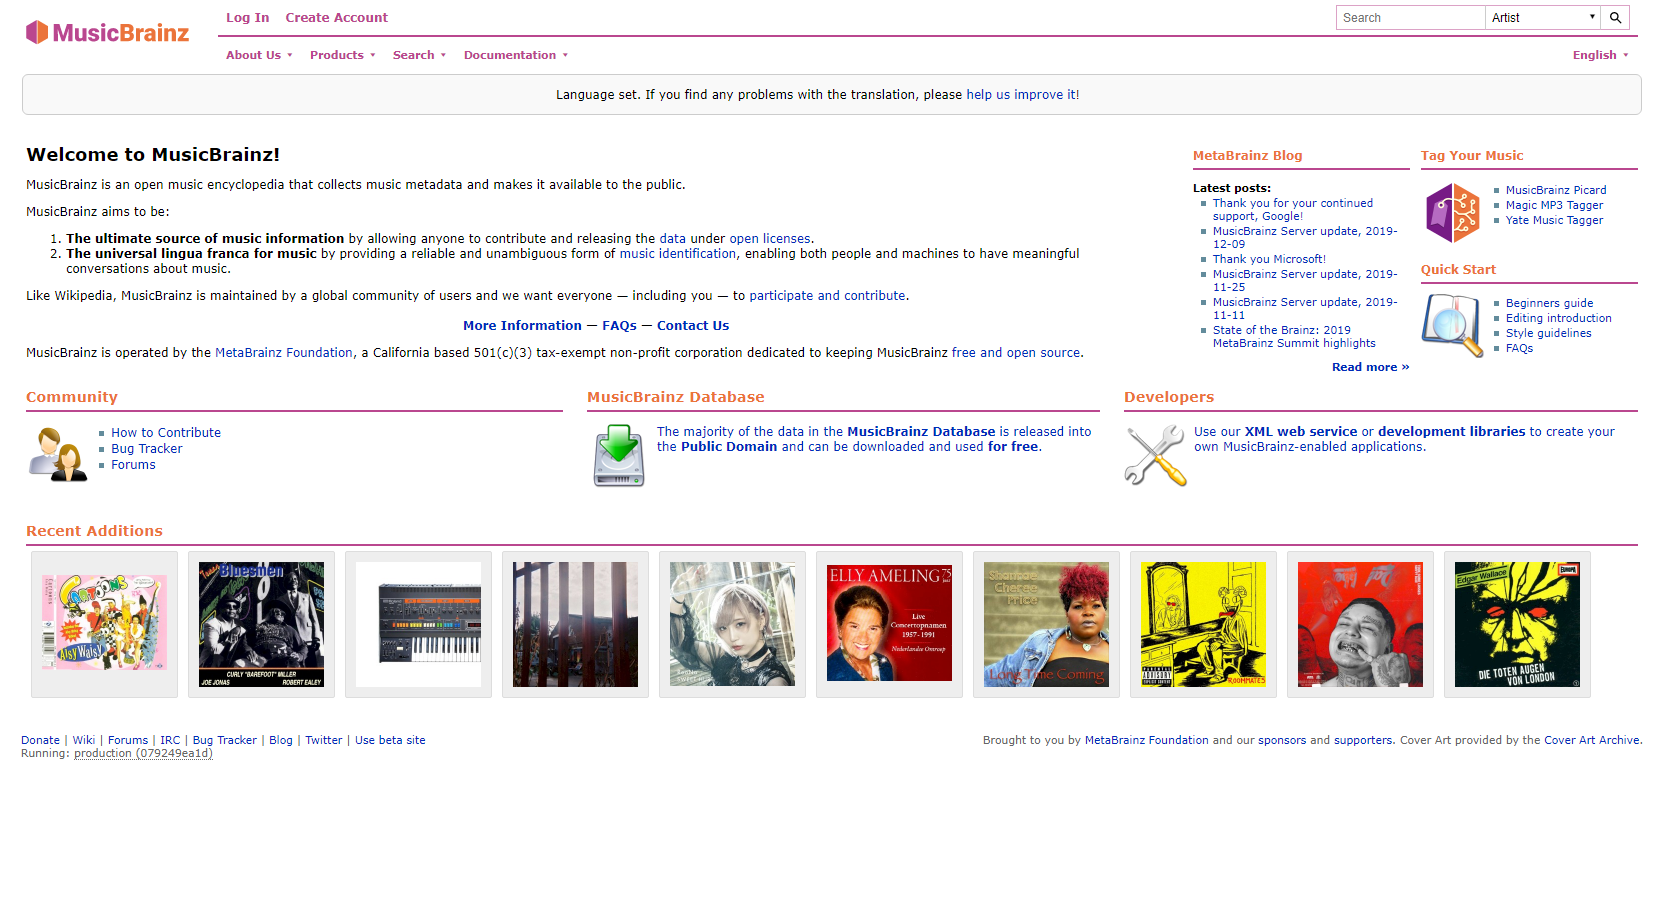 MusicBrainz
Log In Create Account
Search Artist
About Us Products Search Documentation English
Language set. If you find any problems with the translation, please help us improve it!
Welcome to MusicBrainz!
MusicBrainz is an open music encyclopedia that collects music metadata and makes it available to the public.
MusicBrainz aims to be:
1. The ultimate source of music information by allowing anyone to contribute and releasing the data under open licenses.
2. The universal lingua franca for music by providing a reliable and unambiguous form of music identification, enabling both people and machines to have meaningful
conversations about music.
Like Wikipedia, MusicBrainz is maintained by a global community of users and we want everyone — including you — to participate and contribute.
More Information — FAQs — Contact Us
MusicBrainz is operated by the MetaBrainz Foundation, a California based 501(c)(3) tax-exempt non-profit corporation dedicated to keeping MusicBrainz free and open source.
MetaBrainz Blog
Latest posts:
Thank you for your continued
support, Google!
MusicBrainz Server update, 2019-
12-09
Thank you Microsoft!
MusicBrainz Server update, 2019-
11-25
MusicBrainz Server update, 2019-
11-11
State of the Brainz: 2019
MetaBrainz Summit highlights
Read more »
Tag Your Music
MusicBrainz Picard
Magic MP3 Tagger
Yate Music Tagger
Quick Start
Beginners guide
Editing introduction
Style guidelines
FAQs
Community
How to Contribute
Bug Tracker
Forums
MusicBrainz Database
The majority of the data in the MusicBrainz Database is released into
the Public Domain and can be downloaded and used for free.
Developers
Use our XML web service or development libraries to create your
own MusicBrainz-enabled applications.
Recent Additions
CARTOONS
Aisy Waisy
Texas Bluesmen
CURLY "BAREFOOT" MILLER
JOE JONAS ROBERT EALEY
ELLY AMELING 75
Live
Concertopnamen
1957-1991
Nederlandse Omroep
Shannae
Cheree
Price
Long Time Coming
PARENTAL
ADVISORY
EXPLICIT CONTENT
ROOMMATES
EUROPA
Edgar Wallace
DIE TOTEN AUGEN
VON LONDON
Donate | Wiki | Forums | IRC | Bug Tracker | Blog | Twitter | Use beta site
Running: production (079249ea1d)
Brought to you by MetaBrainz Foundation and our sponsors and supporters. Cover Art provided by the Cover Art Archive.